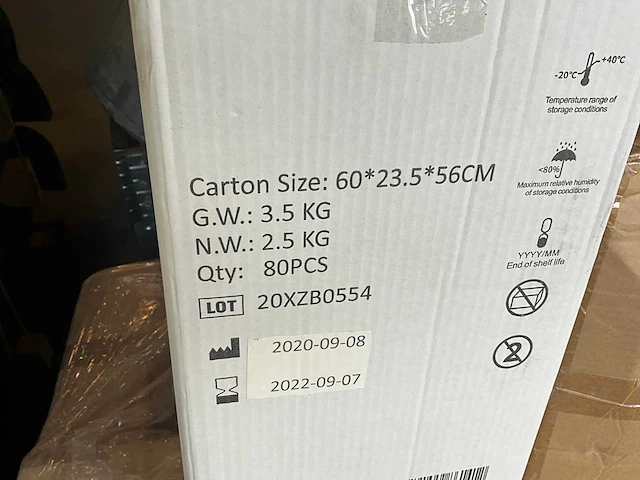 Carton Size: 60*23.5*56CM
G.W.: 3.5 KG
N.W.: 2.5 KG
Qty: 80PCS
LOT 20XZB0554
2020-09-08
2022-09-07
-20°C +40°C
Temperature range of
storage conditions
<80%
Maximum relative humidity
of storage conditions
YYYY/MM
End of shelf life
2